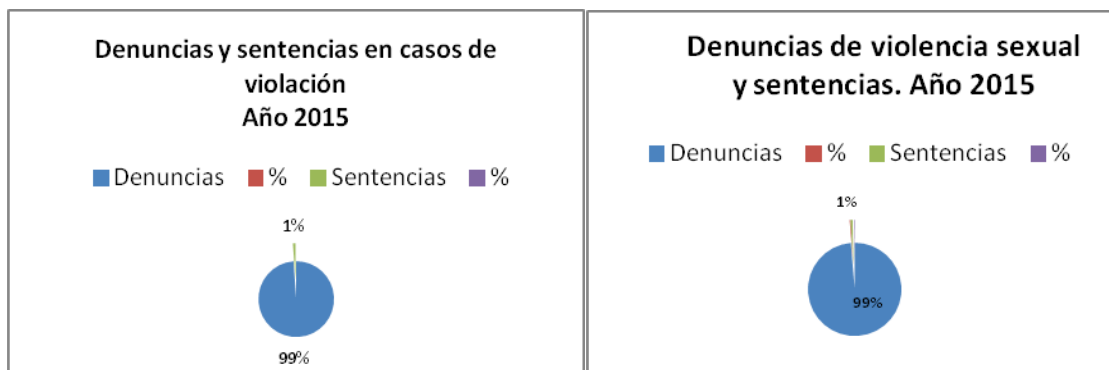 Denuncias y sentencias en casos de
violación
Año 2015
Denuncias % Sentencias %
1%
99%
Denuncias de violencia sexual
y sentencias. Año 2015
Denuncias % Sentencias %
1%
99%